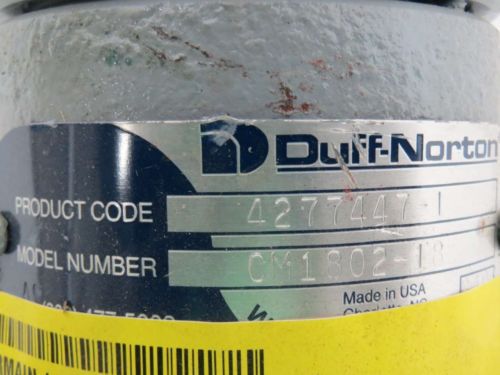 Duff-Norton
PRODUCT CODE 4277447-1
MODEL NUMBER CM1802-18
Made in USA